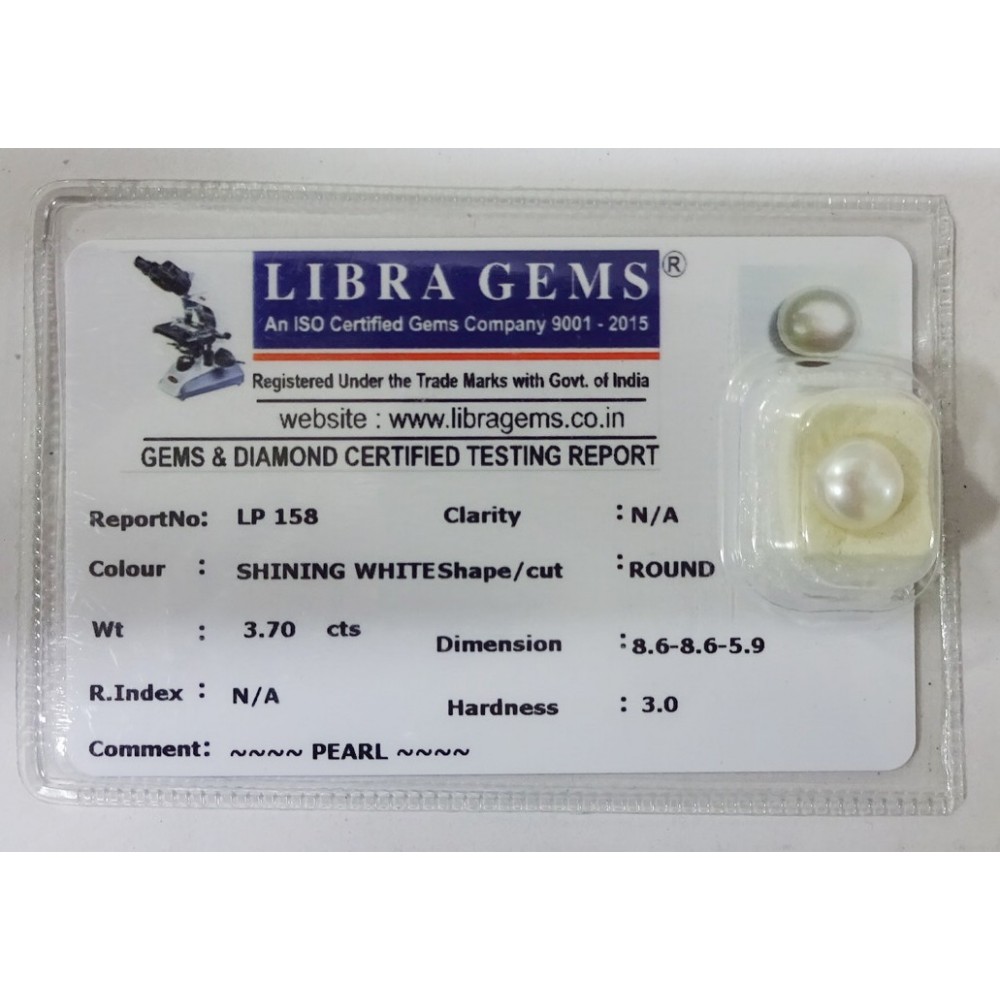 LIBRA GEMS ®
An ISO Certified Gems Company 9001 - 2015
Registered Under the Trade Marks with Govt. of India
website : www.libragems.co.in
GEMS & DIAMOND CERTIFIED TESTING REPORT
ReportNo: LP 158 Clarity : N/A
Colour : SHINING WHITE Shape/cut : ROUND
Wt : 3.70 cts Dimension : 8.6-8.6-5.9
R.Index : N/A Hardness : 3.0
Comment: ~~~~ PEARL ~~~~